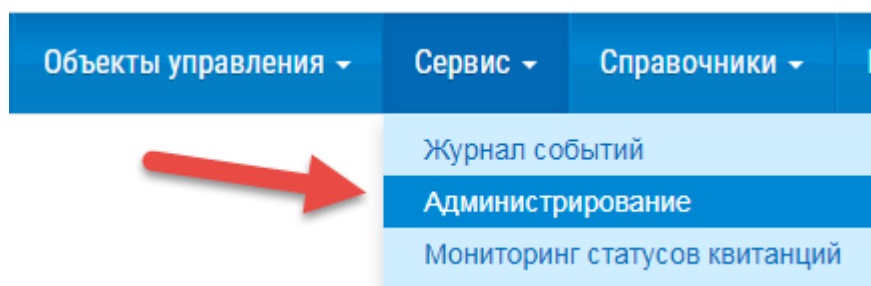 Объекты управления Сервис Справочники
Журнал событий
Администрирование
Мониторинг статусов квитанций